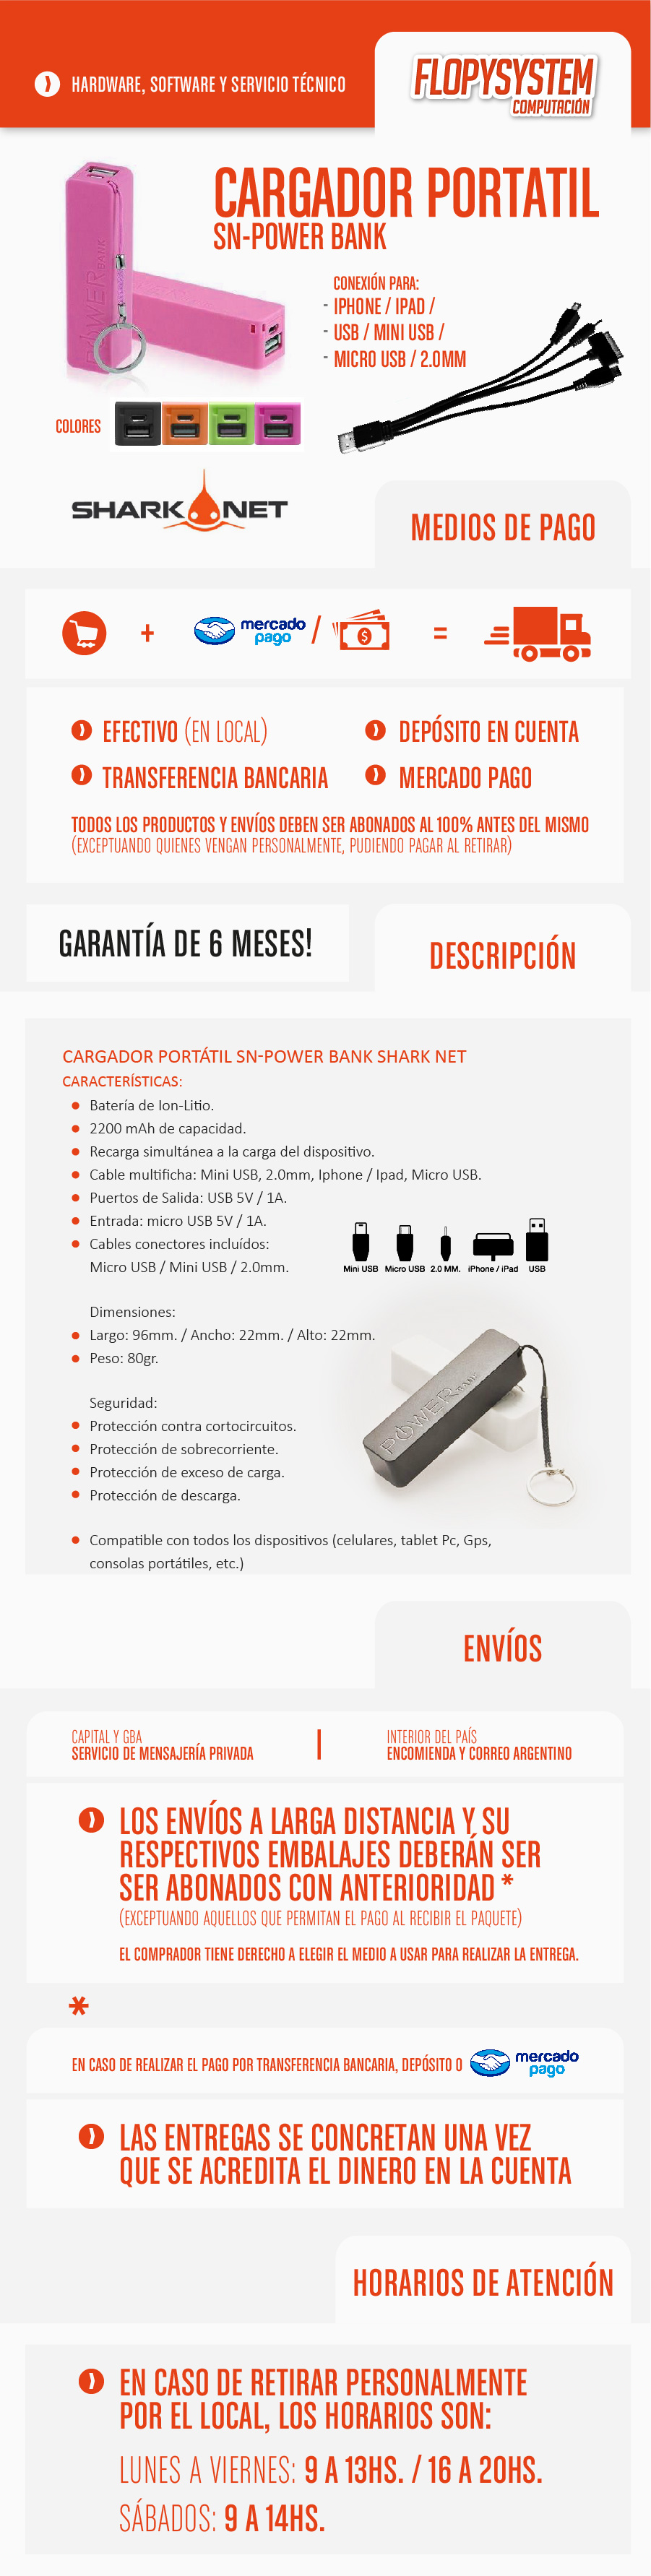 HARDWARE, SOFTWARE Y SERVICIO TÉCNICO
FLOPYSYSTEM
COMPUTACIÓN
CARGADOR PORTATIL
SN-POWER BANK
CONEXIÓN PARA:
- IPHONE / IPAD /
- USB / MINI USB /
- MICRO USB / 2.0MM
POWER BANK
COLORES
SHARK NET
MEDIOS DE PAGO
+ mercado pago / $ =
EFECTIVO (EN LOCAL)
DEPÓSITO EN CUENTA
TRANSFERENCIA BANCARIA
MERCADO PAGO
TODOS LOS PRODUCTOS Y ENVÍOS DEBEN SER ABONADOS AL 100% ANTES DEL MISMO
(EXCEPTUANDO QUIENES VENGAN PERSONALMENTE, PUDIENDO PAGAR AL RETIRAR)
GARANTÍA DE 6 MESES!
DESCRIPCIÓN
CARGADOR PORTÁTIL SN-POWER BANK SHARK NET
CARACTERÍSTICAS:
Batería de Ion-Litio.
2200 mAh de capacidad.
Recarga simultánea a la carga del dispositivo.
Cable multificha: Mini USB, 2.0mm, Iphone / Ipad, Micro USB.
Puertos de Salida: USB 5V / 1A.
Entrada: micro USB 5V / 1A.
Cables conectores incluídos:
Micro USB / Mini USB / 2.0mm.
Mini USB Micro USB 2.0 MM. iPhone / iPad USB
Dimensiones:
Largo: 96mm. / Ancho: 22mm. / Alto: 22mm.
Peso: 80gr.
Seguridad:
Protección contra cortocircuitos.
Protección de sobrecorriente.
Protección de exceso de carga.
Protección de descarga.
POWER BANK
Compatible con todos los dispositivos (celulares, tablet Pc, Gps,
consolas portátiles, etc.)
ENVÍOS
CAPITAL Y GBA
SERVICIO DE MENSAJERÍA PRIVADA
INTERIOR DEL PAÍS
ENCOMIENDA Y CORREO ARGENTINO
LOS ENVÍOS A LARGA DISTANCIA Y SU
RESPECTIVOS EMBALAJES DEBERÁN SER
SER ABONADOS CON ANTERIORIDAD *
(EXCEPTUANDO AQUELLOS QUE PERMITAN EL PAGO AL RECIBIR EL PAQUETE)
EL COMPRADOR TIENE DERECHO A ELEGIR EL MEDIO A USAR PARA REALIZAR LA ENTREGA.
*
EN CASO DE REALIZAR EL PAGO POR TRANSFERENCIA BANCARIA, DEPÓSITO O mercado pago
LAS ENTREGAS SE CONCRETAN UNA VEZ
QUE SE ACREDITA EL DINERO EN LA CUENTA
HORARIOS DE ATENCIÓN
EN CASO DE RETIRAR PERSONALMENTE
POR EL LOCAL, LOS HORARIOS SON:
LUNES A VIERNES: 9 A 13HS. / 16 A 20HS.
SÁBADOS: 9 A 14HS.